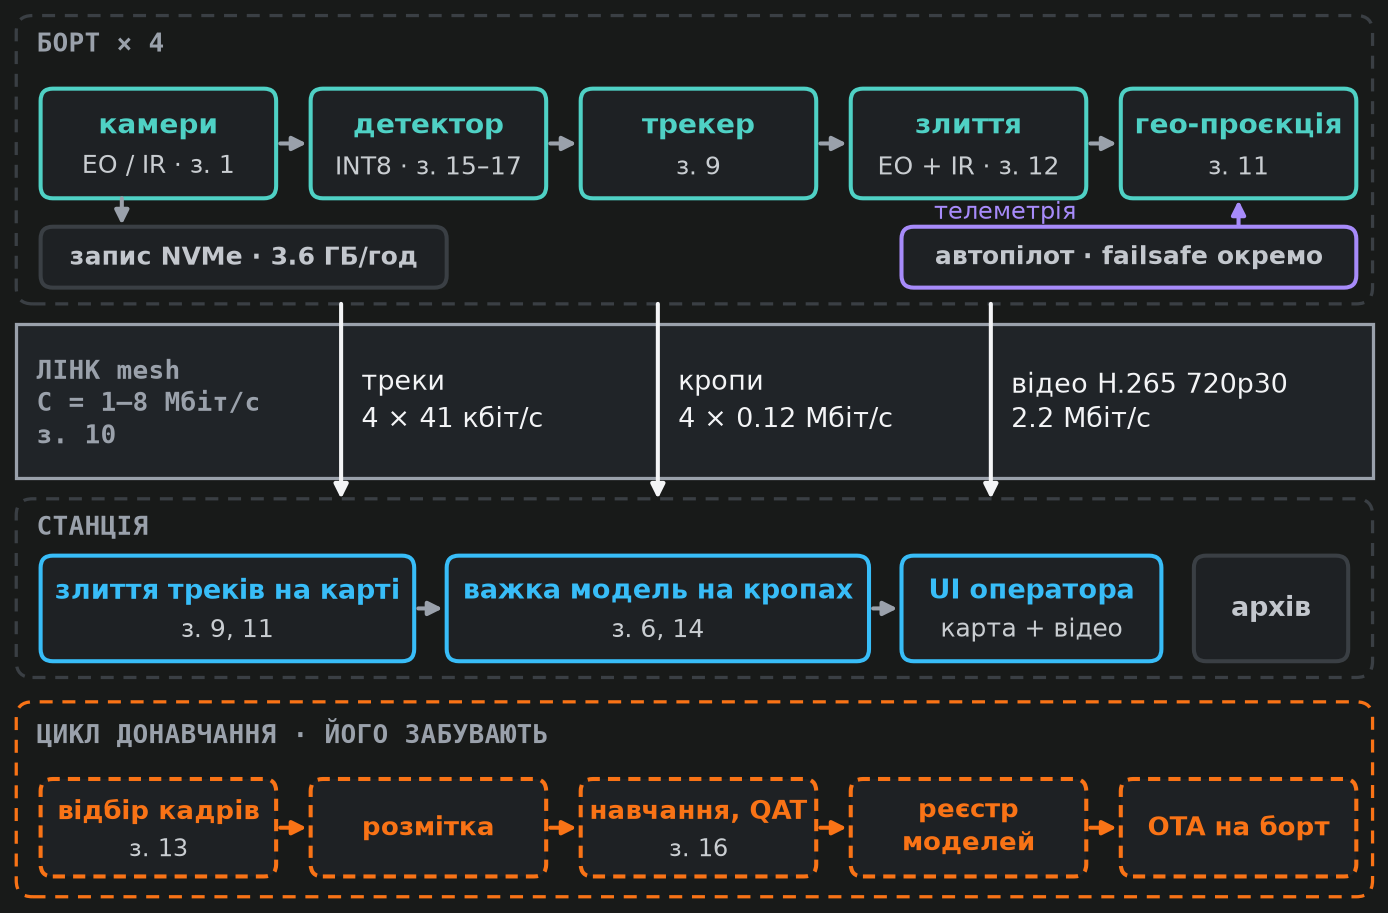 БОРТ × 4
камери
EO / IR · з. 1
детектор
INT8 · з. 15–17
трекер
з. 9
злиття
EO + IR · з. 12
гео-проєкція
з. 11
телеметрія
запис NVMe · 3.6 ГБ/год
автопілот · failsafe окремо
ЛІНК mesh
C = 1–8 Мбіт/с
з. 10
треки
4 × 41 кбіт/с
кропи
4 × 0.12 Мбіт/с
відео H.265 720p30
2.2 Мбіт/с
СТАНЦІЯ
злиття треків на карті
з. 9, 11
важка модель на кропах
з. 6, 14
UI оператора
карта + відео
архів
ЦИКЛ ДОНАВЧАННЯ · ЙОГО ЗАБУВАЮТЬ
відбір кадрів
з. 13
розмітка
навчання, QAT
з. 16
реєстр
моделей
OTA на борт